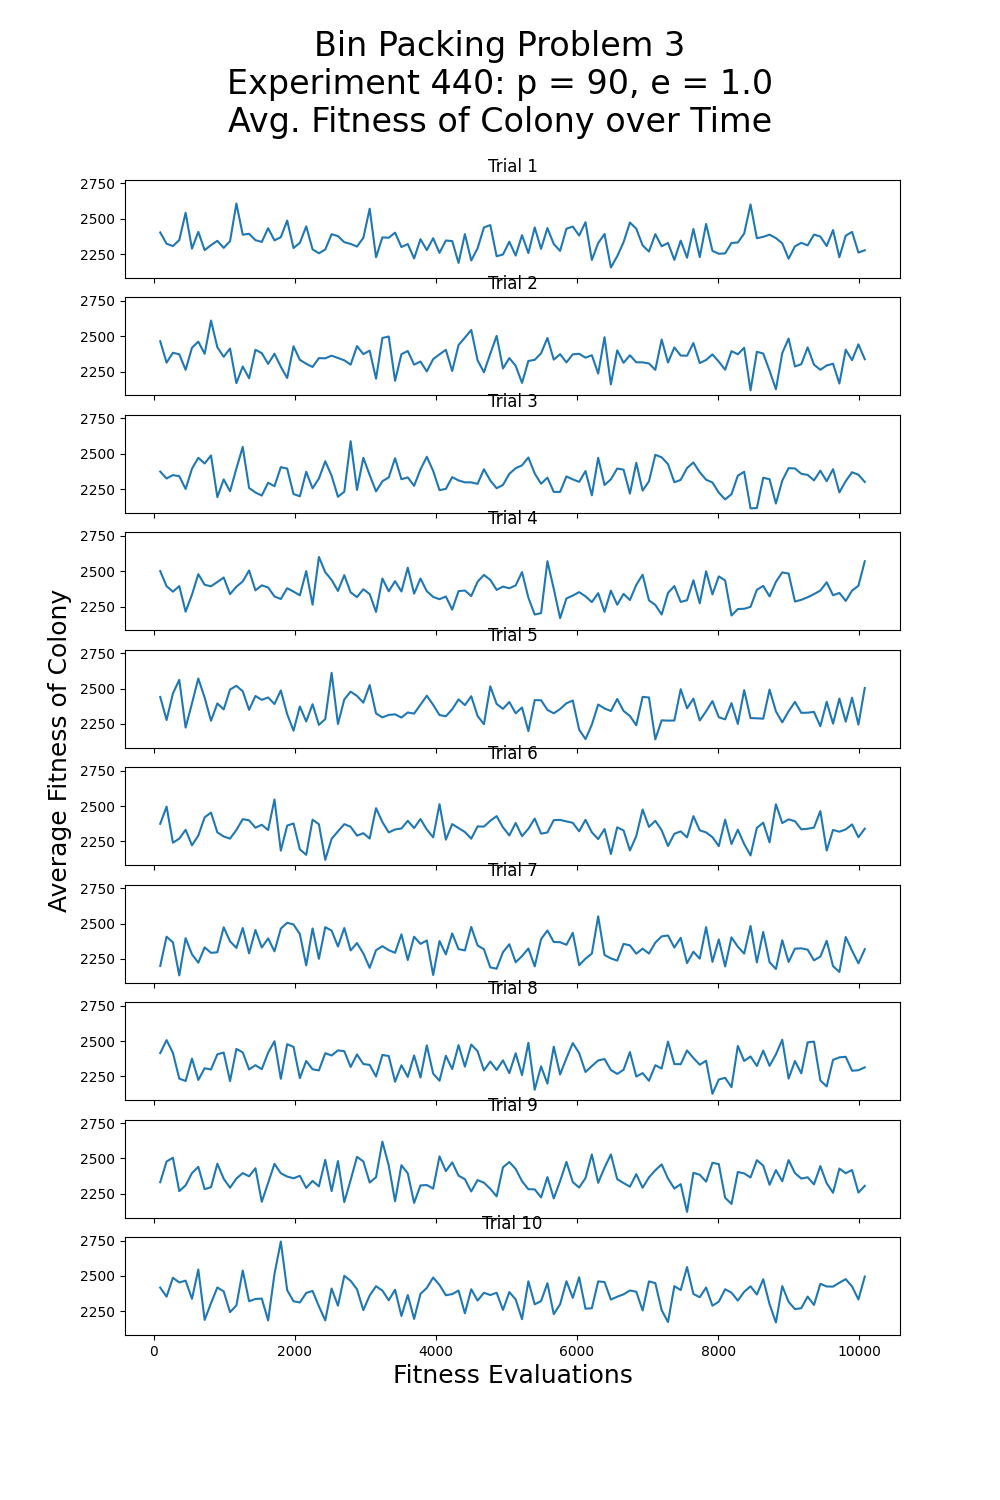 Bin Packing Problem 3
Experiment 440: p = 90, e = 1.0
Avg. Fitness of Colony over Time
Trial 1
2750
2500
2250
Trial 2
2750
2500
2250
Trial 3
2750
2500
2250
Trial 4
2750
2500
2250
Trial 5
2750
2500
2250
Trial 6
2750
2500
2250
Trial 7
2750
2500
2250
Trial 8
2750
2500
2250
Trial 9
2750
2500
2250
Trial 10
2750
2500
2250
0 2000 4000 6000 8000 10000
Fitness Evaluations
Average Fitness of Colony